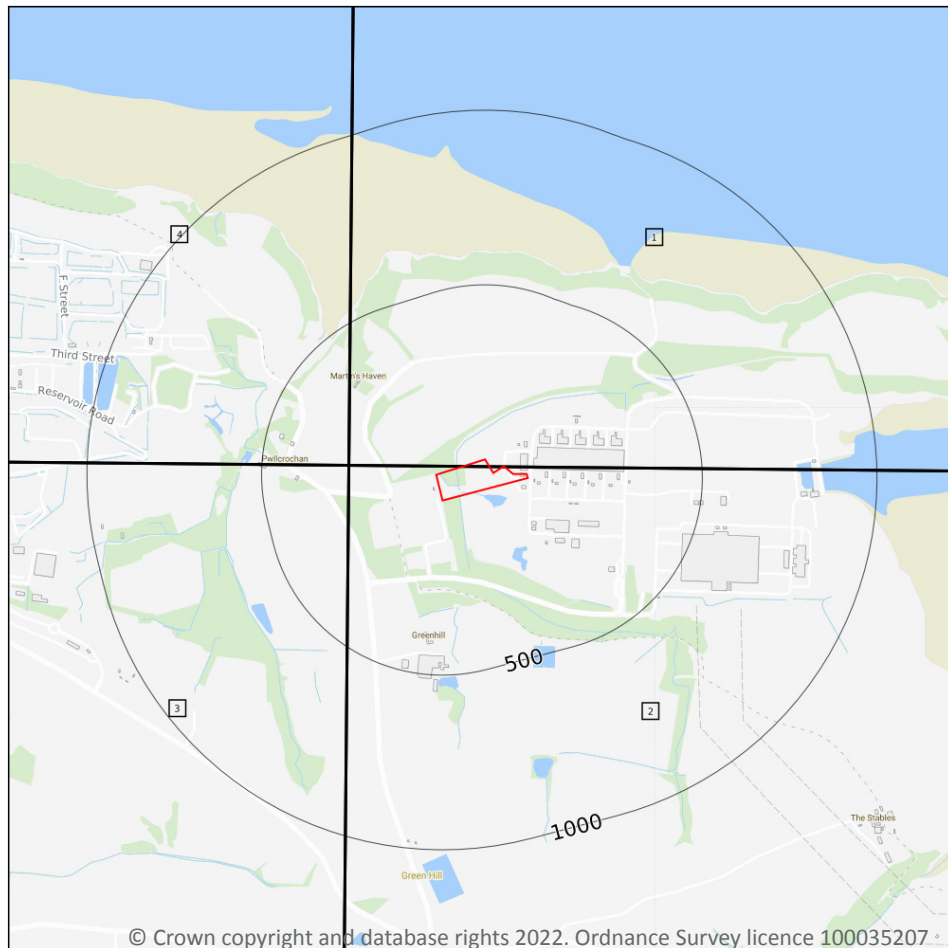 4
1
F Street
Third Street
Martin's Haven
Reservoir Road
Pwllcrochan
Greenhill
500
3
2
The Stables
1000
Green Hill
© Crown copyright and database rights 2022. Ordnance Survey licence 100035207